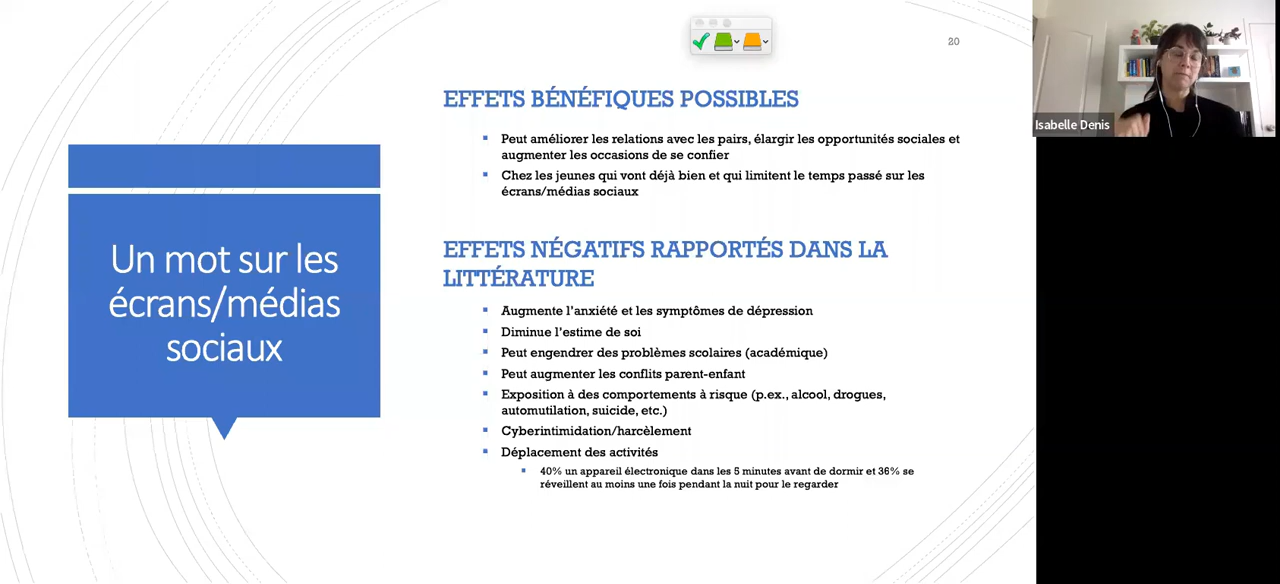 20
Un mot sur les
écrans/médias
sociaux
EFFETS BÉNÉFIQUES POSSIBLES
Peut améliorer les relations avec les pairs, élargir les opportunités sociales et
augmenter les occasions de se confier
Chez les jeunes qui vont déjà bien et qui limitent le temps passé sur les
écrans/médias sociaux
EFFETS NÉGATIFS RAPPORTÉS DANS LA
LITTÉRATURE
Augmente l'anxiété et les symptômes de dépression
Diminue l'estime de soi
Peut engendrer des problèmes scolaires (académique)
Peut augmenter les conflits parent-enfant
Exposition à des comportements à risque (p.ex., alcool, drogues,
automutilation, suicide, etc.)
Cyberintimidation/harcèlement
Déplacement des activités
40% un appareil électronique dans les 5 minutes avant de dormir et 36% se
réveillent au moins une fois pendant la nuit pour le regarder
Isabelle Denis